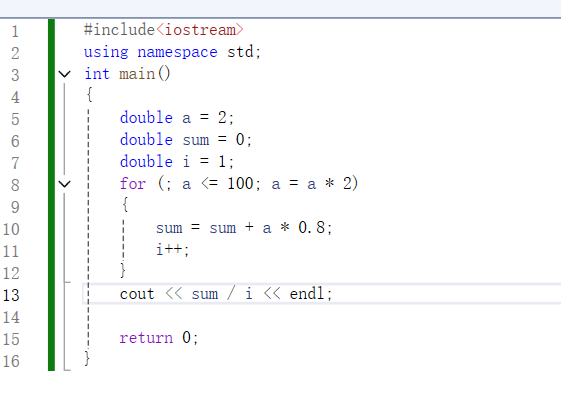 1 #include<iostream>
2 using namespace std;
3 int main()
4 {
5 double a = 2;
6 double sum = 0;
7 double i = 1;
8 for (; a <= 100; a = a * 2)
9 {
10 sum = sum + a * 0.8;
11 i++;
12 }
13 cout << sum / i << endl;
14
15 return 0;
16 }